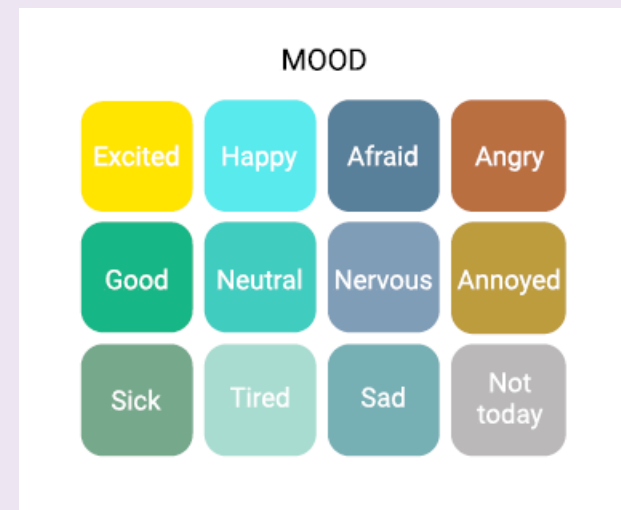 MOOD
Excited Happy Afraid Angry
Good Neutral Nervous Annoyed
Sick Tired Sad Not today